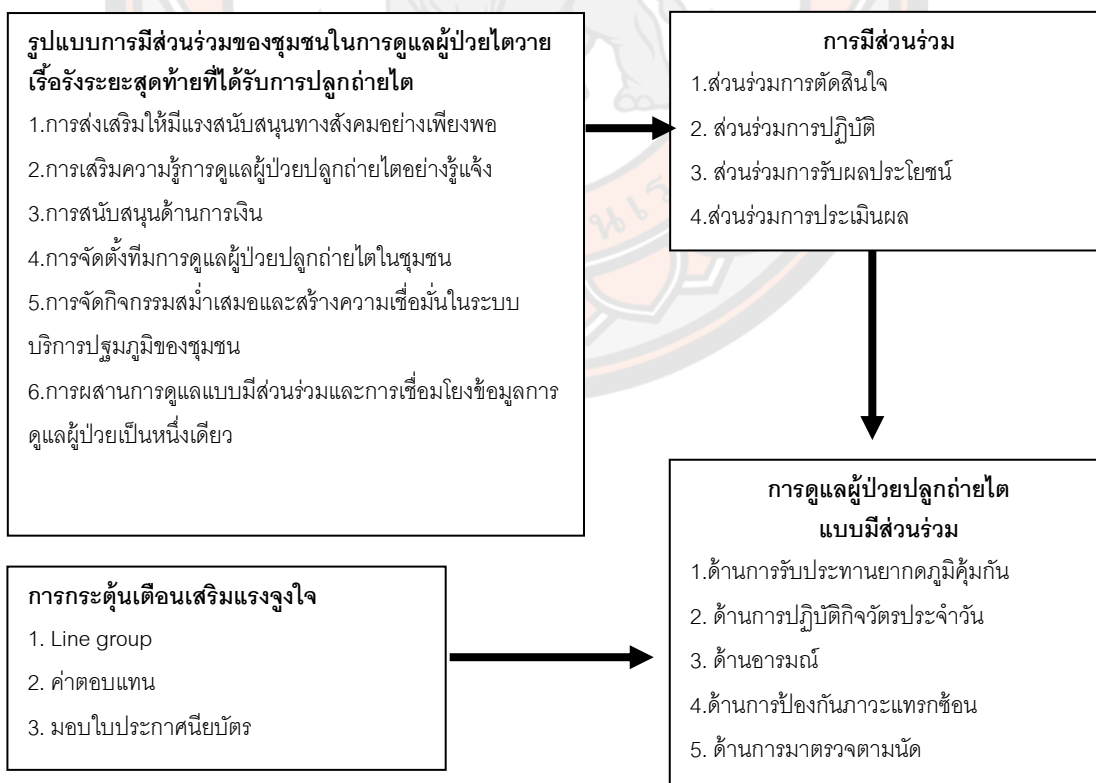 รูปแบบการมีส่วนร่วมของชุมชนในการดูแลผู้ป่วยไตวาย
เรื้อรังระยะสุดท้ายที่ได้รับการปลูกถ่ายไต
1.การส่งเสริมให้มีแรงสนับสนุนทางสังคมอย่างเพียงพอ
2.การเสริมความรู้การดูแลผู้ป่วยปลูกถ่ายไตอย่างรู้แจ้ง
3.การสนับสนุนด้านการเงิน
4.การจัดตั้งทีมการดูแลผู้ป่วยปลูกถ่ายไตในชุมชน
5.การจัดกิจกรรมสม่ำเสมอและสร้างความเชื่อมั่นในระบบ
บริการปฐมภูมิของชุมชน
6.การผสานการดูแลแบบมีส่วนร่วมและการเชื่อมโยงข้อมูลการ
ดูแลผู้ป่วยเป็นหนึ่งเดียว
การมีส่วนร่วม
1.ส่วนร่วมการตัดสินใจ
2. ส่วนร่วมการปฏิบัติ
3. ส่วนร่วมการรับผลประโยชน์
4.ส่วนร่วมการประเมินผล
การกระตุ้นเตือนเสริมแรงจูงใจ
1. Line group
2. ค่าตอบแทน
3. มอบใบประกาศนียบัตร
การดูแลผู้ป่วยปลูกถ่ายไต
แบบมีส่วนร่วม
1.ด้านการรับประทานยากดภูมิคุ้มกัน
2. ด้านการปฏิบัติกิจวัตรประจำวัน
3. ด้านอารมณ์
4.ด้านการป้องกันภาวะแทรกซ้อน
5. ด้านการมาตรวจตามนัด